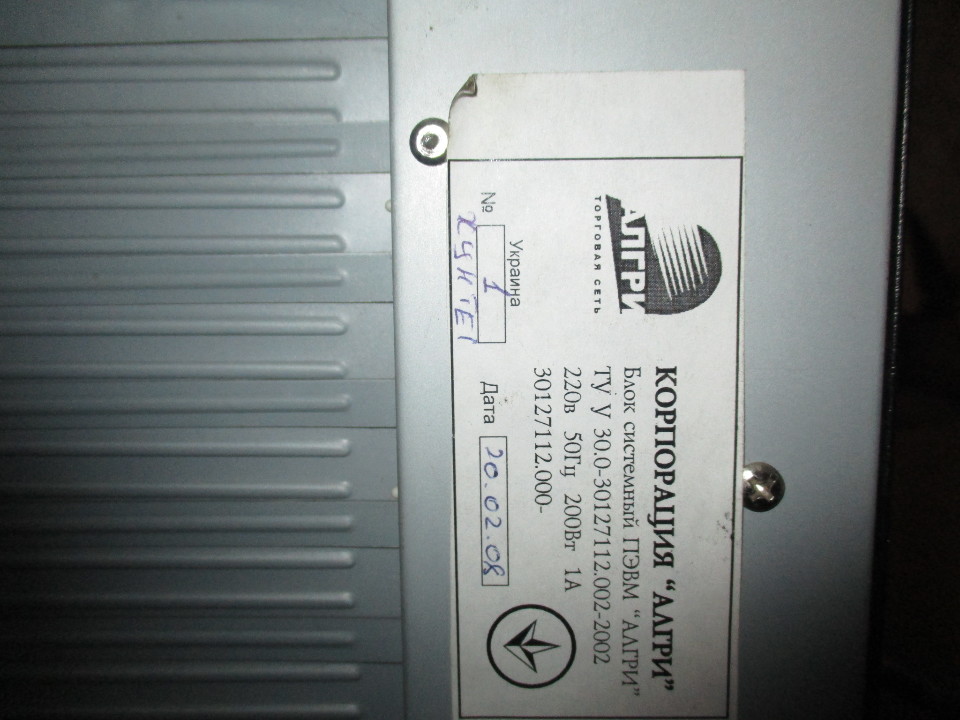 АЛГРИ
ТОРГОВАЯ СЕТЬ
КОРПОРАЦИЯ “АЛГРИ”
Блок системный ПЭВМ “АЛГРИ”
ТУ У 30.0-30127112.002-2002
220в 50Гц 200Вт 1А
30127112.000-
Украина
№ 1
Дата 20.02.08